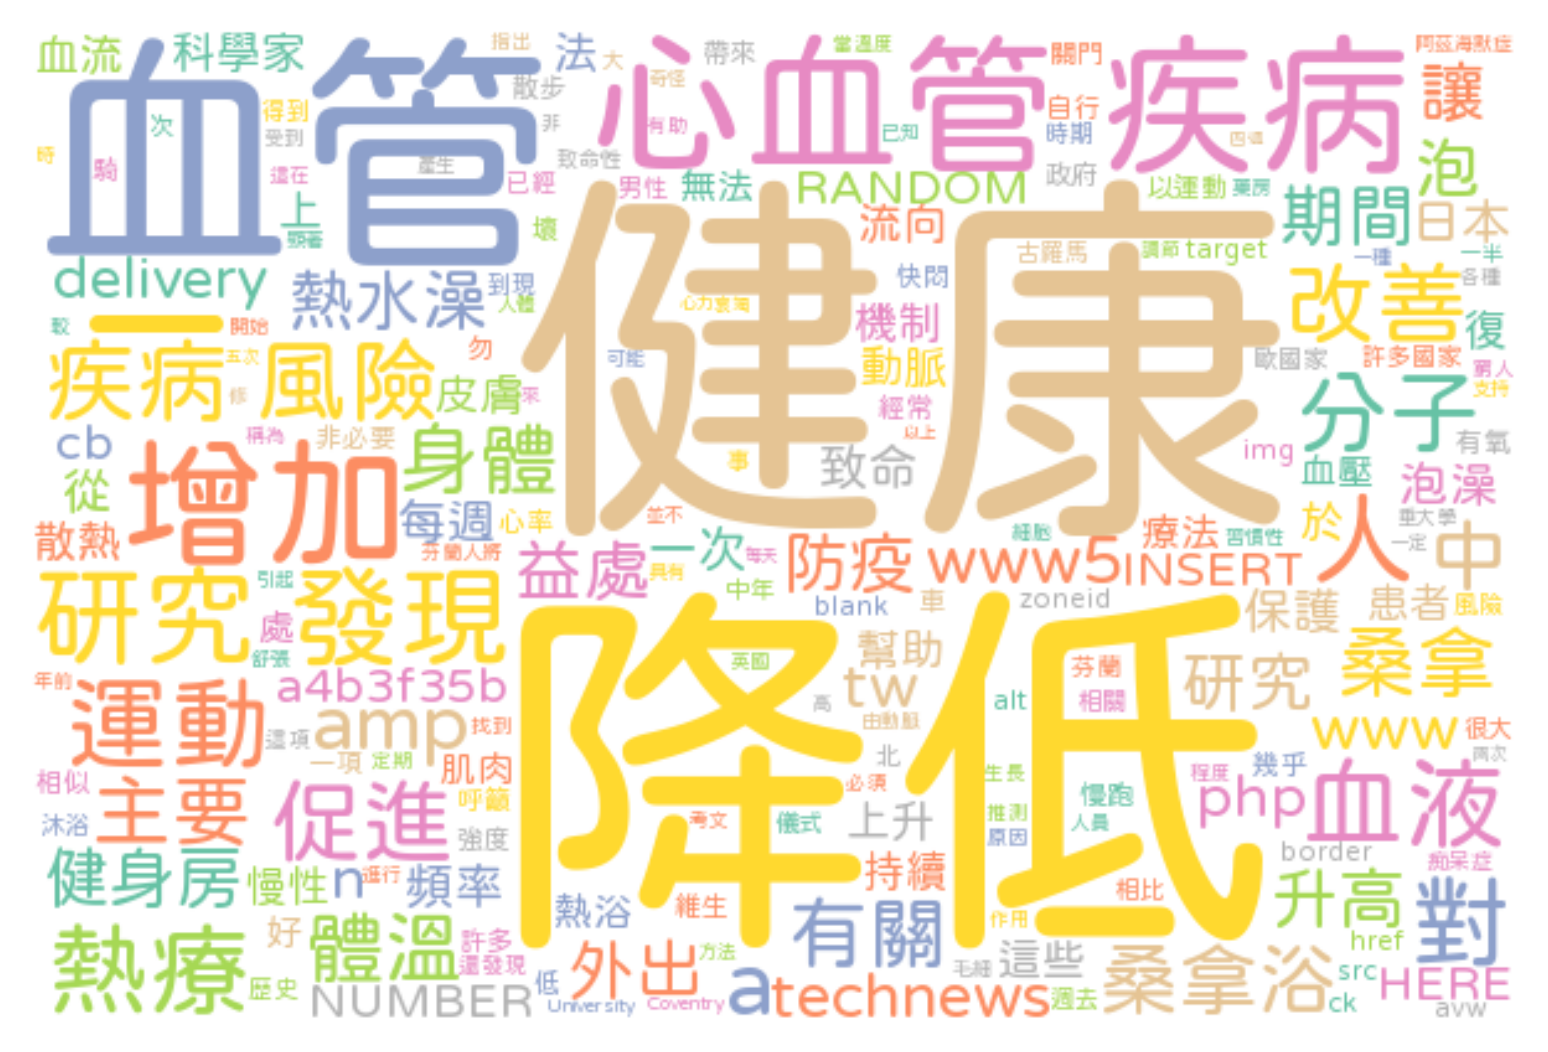 血流
科學家
指出
法
大
帶來
當溫度
關門
阿茲海默症
血管
心血管疾病
讓
散步
奇怪
得到
次
受到
非
有助
已知
自行
時期
時
騎
這在
產生
致命性
已經
男性
無法
RANDOM
政府
以運動
藥房
泡
上
顯著
壞
健康
流向
古羅馬
調節
target
期間
日本
一種
一半
各種
delivery
熱水澡
到現
人體
心力衰竭
快悶
機制
改善
復
較
一
開始
勿
可能
動脈
歐國家
許多國家
窮人
支持
疾病
風險
五次
修
皮膚
來
經常
以上
分子
cb
稱為
非必要
身體
事
致命
img
血壓
有氧
從
增加
每週
心率
並不
細胞
療法
習慣性
於
人
泡澡
重大學
一定
中
散熱
芬蘭人將
益處
一次
每天
具有
防疫
www5
INSERT
研究
引起
發現
中年
blank
車
zoneid
保護
患者
風險
處
舒張
降低
英國
幫助
芬蘭
研究
桑拿
年前
運動
a4b3f35b
tw
高
由動脈
alt
相關
這項
amp
找到
www
很大
一項
定期
北
兩次
相似
肌肉
必須
生長
程度
幾乎
主要
促進
呼籲
慢跑
php
血液
沐浴
強度
考文
儀式
上升
推測
人員
原因
border
痴呆症
健身房
慢性
n
進行
頻率
持續
相比
升高
對
熱浴
維生
有關
作用
熱療
好
體溫
許多
還發現
方法
href
歷史
NUMBER
低
外出
a
technews
毛細
這些
週去
桑拿浴
src
HERE
University
Coventry
ck
avw